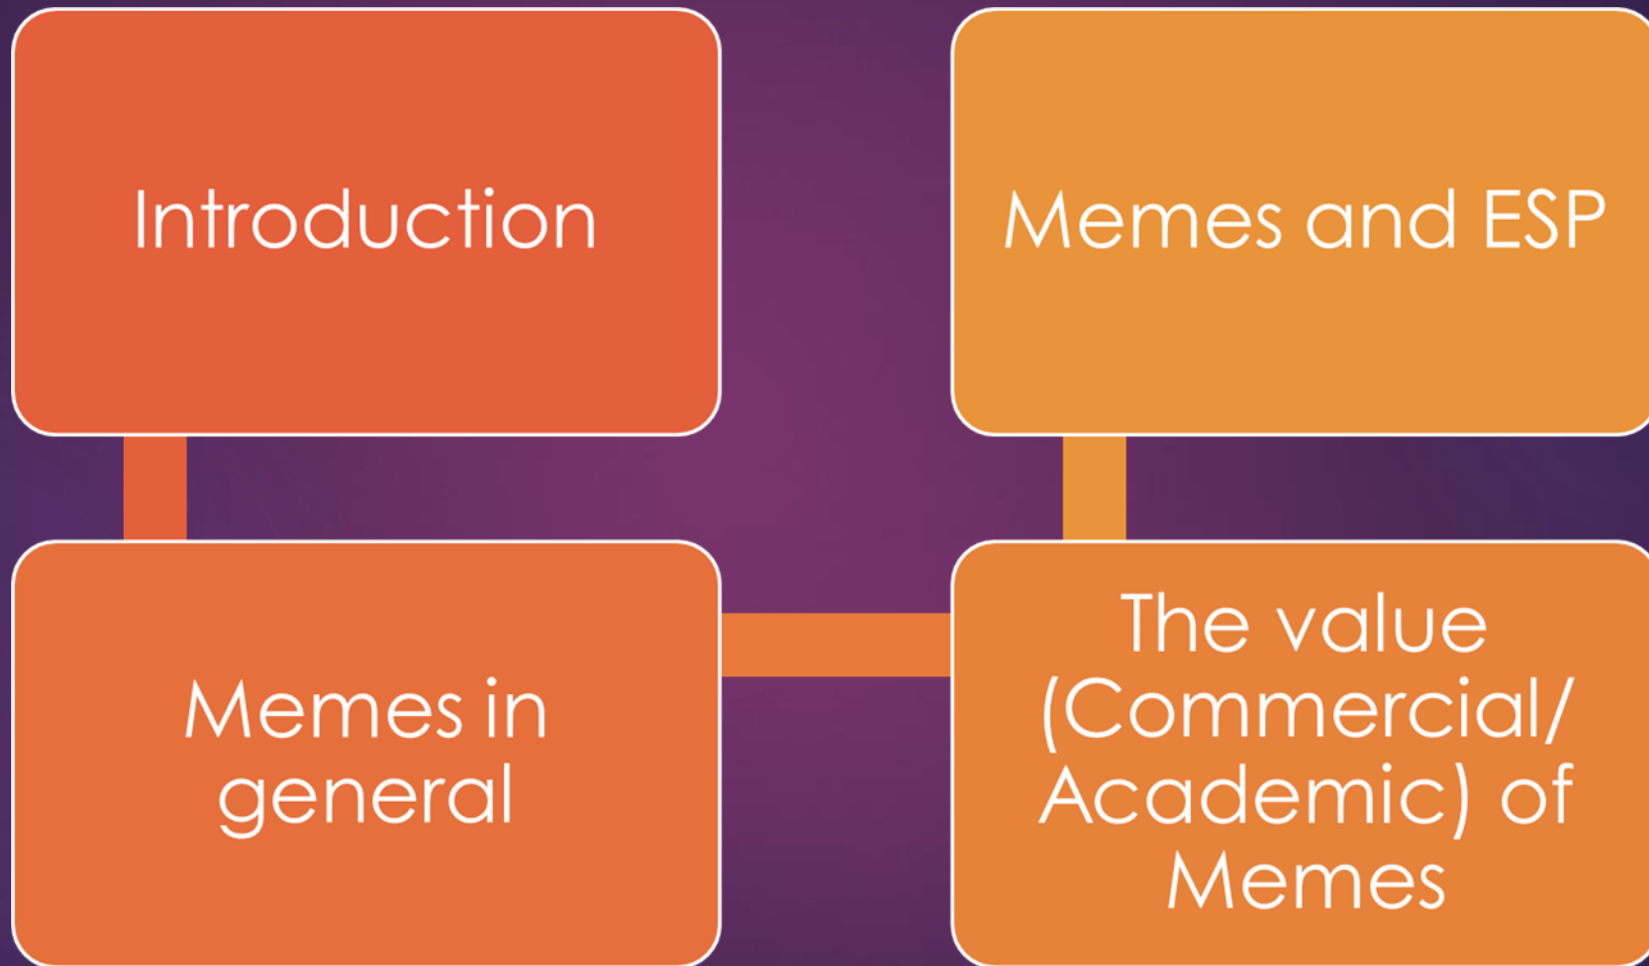 Introduction
Memes in
general
The value
(Commercial/
Academic) of
Memes
Memes and ESP